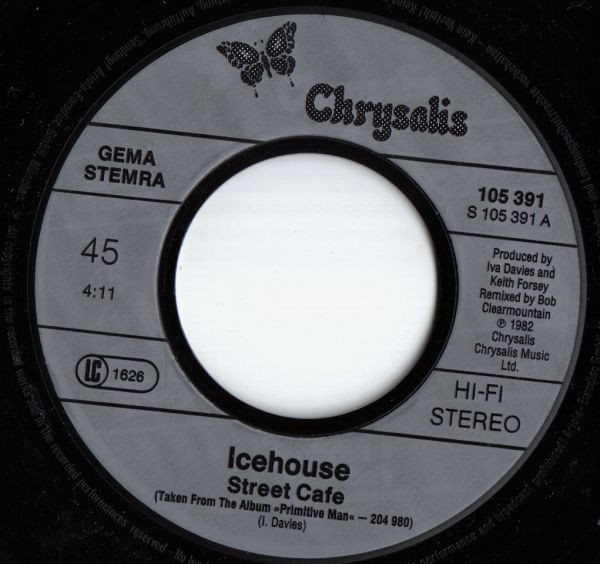 Chrysalis
GEMA
STEMRA
105 391
S 105 391 A
45
4:11
Produced by
Iva Davies and
Keith Forsey
Remixed by Bob
Clearmountain
℗ 1982
Chrysalis
Chrysalis Music
Ltd.
LC 1626
HI-FI
STEREO
Icehouse
Street Cafe
(Taken From The Album »Primitive Man« – 204 980)
(I. Davies)